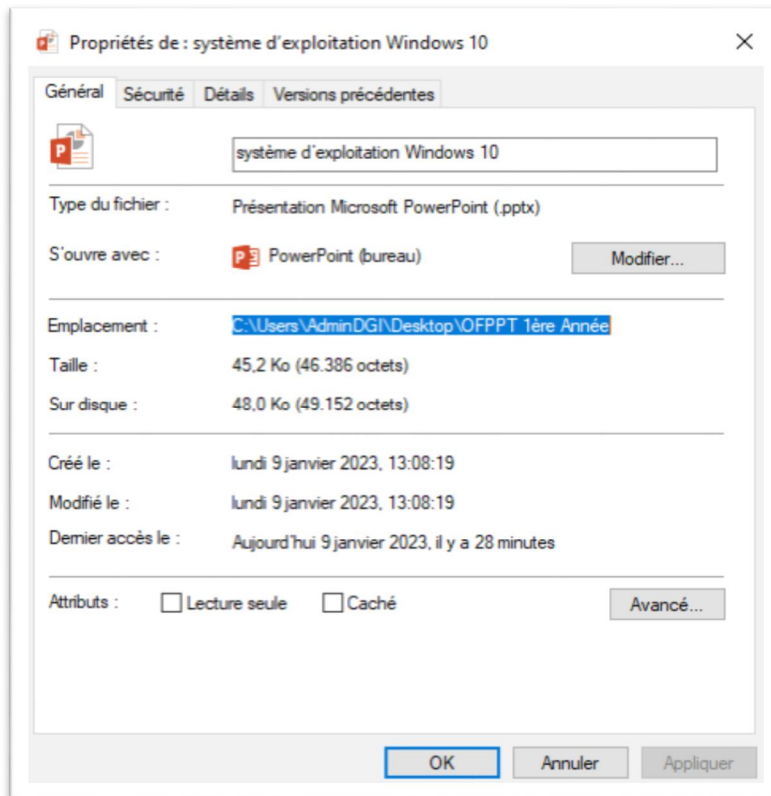 Propriétés de : système d'exploitation Windows 10
Général Sécurité Détails Versions précédentes
système d'exploitation Windows 10
Type du fichier : Présentation Microsoft PowerPoint (.pptx)
S'ouvre avec : PowerPoint (bureau) Modifier...
Emplacement : C:\Users\AdminDGI\Desktop\OFPPT 1ère Année
Taille : 45,2 Ko (46.386 octets)
Sur disque : 48,0 Ko (49.152 octets)
Créé le : lundi 9 janvier 2023, 13:08:19
Modifié le : lundi 9 janvier 2023, 13:08:19
Dernier accès le : Aujourd'hui 9 janvier 2023, il y a 28 minutes
Attributs : Lecture seule Caché Avancé...
OK Annuler Appliquer